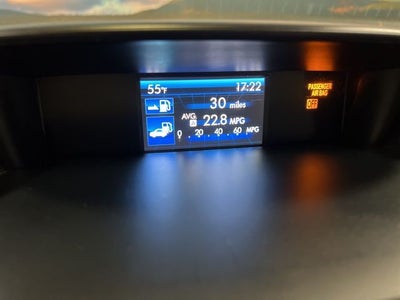 55°F 17:22
30 miles
AVG. A 22.8 MPG
0 . 20 . 40 . 60 MPG
PASSENGER
AIR BAG
OFF